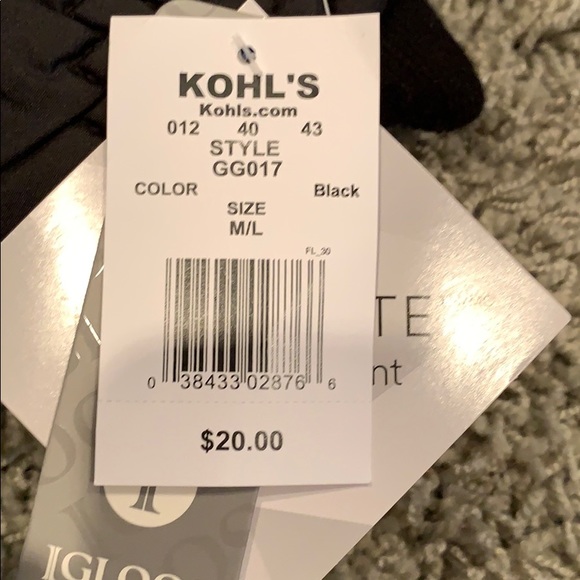 KOHL'S
Kohls.com
012 40 43
STYLE
GG017
COLOR Black
SIZE
M/L
FL_30
0 38433 02876 6
$20.00
TE
nt
IGLOO